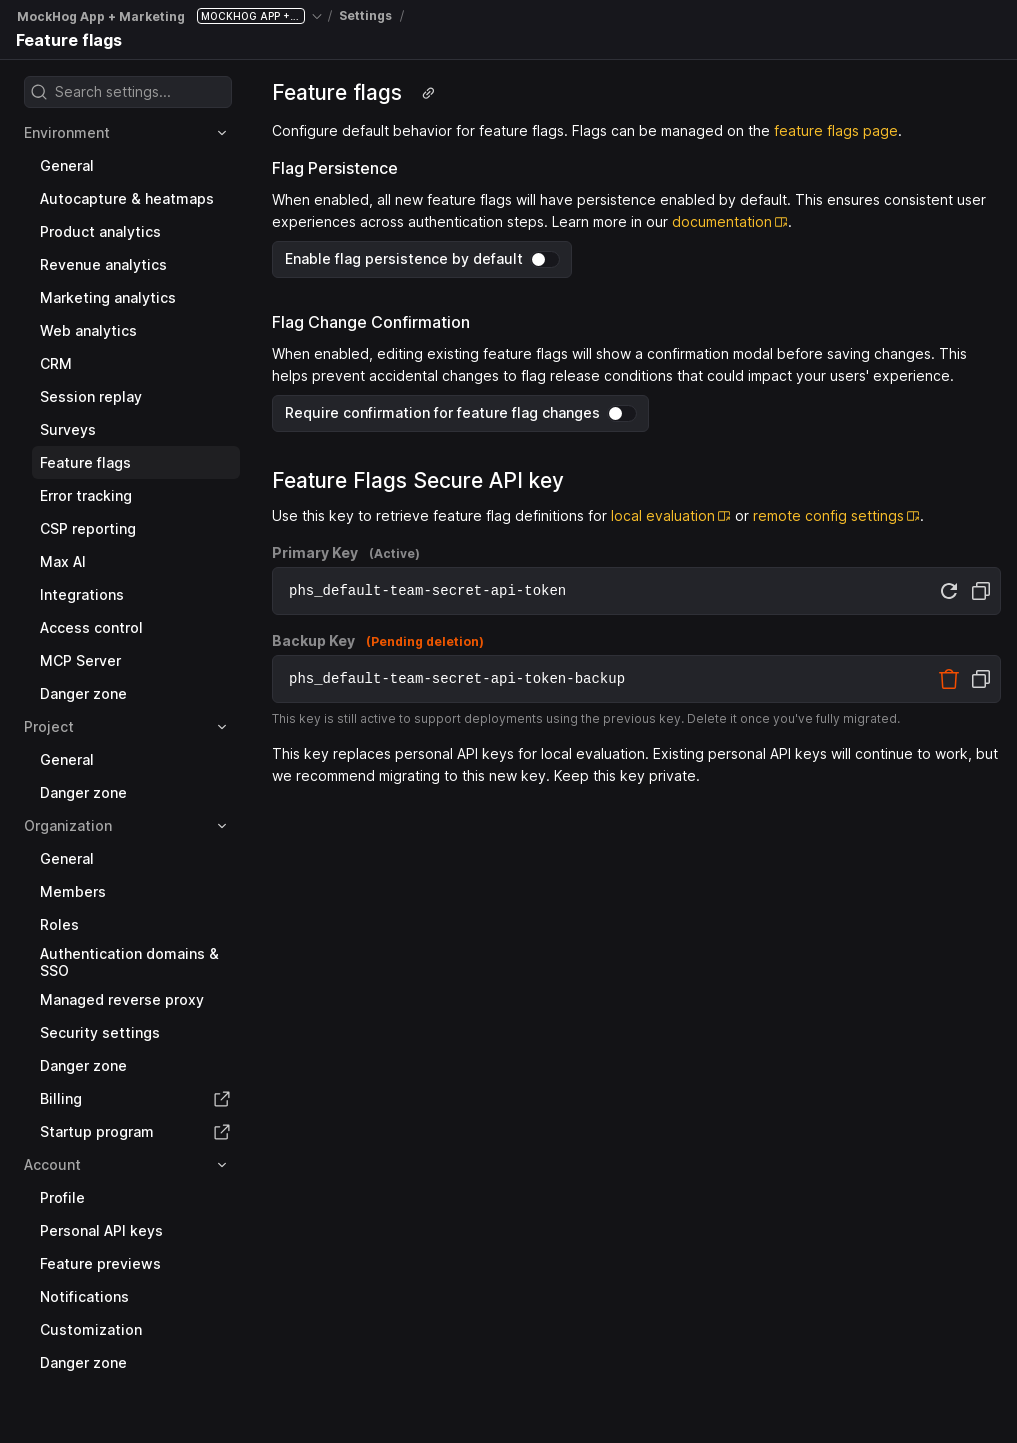 MockHog App + Marketing MOCKHOG APP +... / Settings /
Feature flags
Search settings...
Environment
General
Autocapture & heatmaps
Product analytics
Revenue analytics
Marketing analytics
Web analytics
CRM
Session replay
Surveys
Feature flags
Error tracking
CSP reporting
Max AI
Integrations
Access control
MCP Server
Danger zone
Project
General
Danger zone
Organization
General
Members
Roles
Authentication domains &
SSO
Managed reverse proxy
Security settings
Danger zone
Billing
Startup program
Account
Profile
Personal API keys
Feature previews
Notifications
Customization
Danger zone
Feature flags
Configure default behavior for feature flags. Flags can be managed on the feature flags page.
Flag Persistence
When enabled, all new feature flags will have persistence enabled by default. This ensures consistent user
experiences across authentication steps. Learn more in our documentation.
Enable flag persistence by default
Flag Change Confirmation
When enabled, editing existing feature flags will show a confirmation modal before saving changes. This
helps prevent accidental changes to flag release conditions that could impact your users' experience.
Require confirmation for feature flag changes
Feature Flags Secure API key
Use this key to retrieve feature flag definitions for local evaluation or remote config settings.
Primary Key (Active)
phs_default-team-secret-api-token
Backup Key (Pending deletion)
phs_default-team-secret-api-token-backup
This key is still active to support deployments using the previous key. Delete it once you've fully migrated.
This key replaces personal API keys for local evaluation. Existing personal API keys will continue to work, but
we recommend migrating to this new key. Keep this key private.